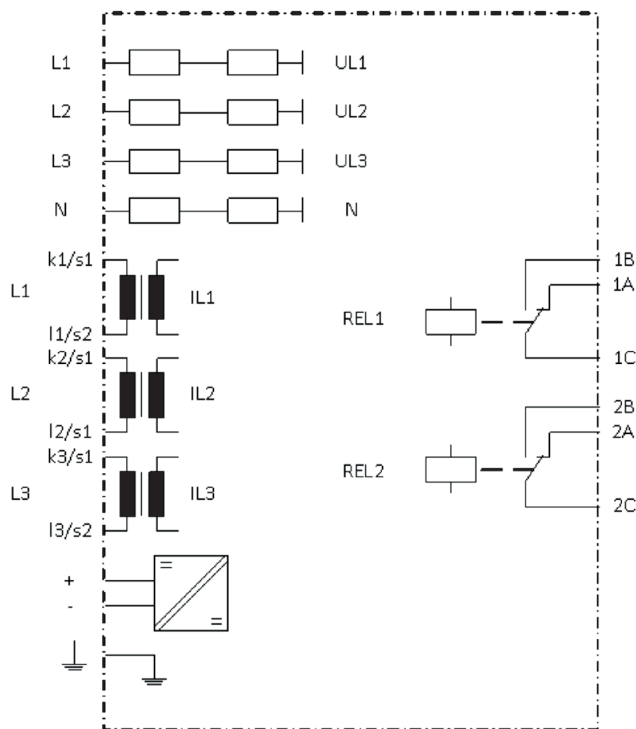 L1 UL1
L2 UL2
L3 UL3
N N
k1/s1
L1 IL1
l1/s2
k2/s1
L2 IL2
l2/s1
k3/s1
L3 IL3
l3/s2
+
-
1B
1A
REL1
1C
2B
2A
REL2
2C